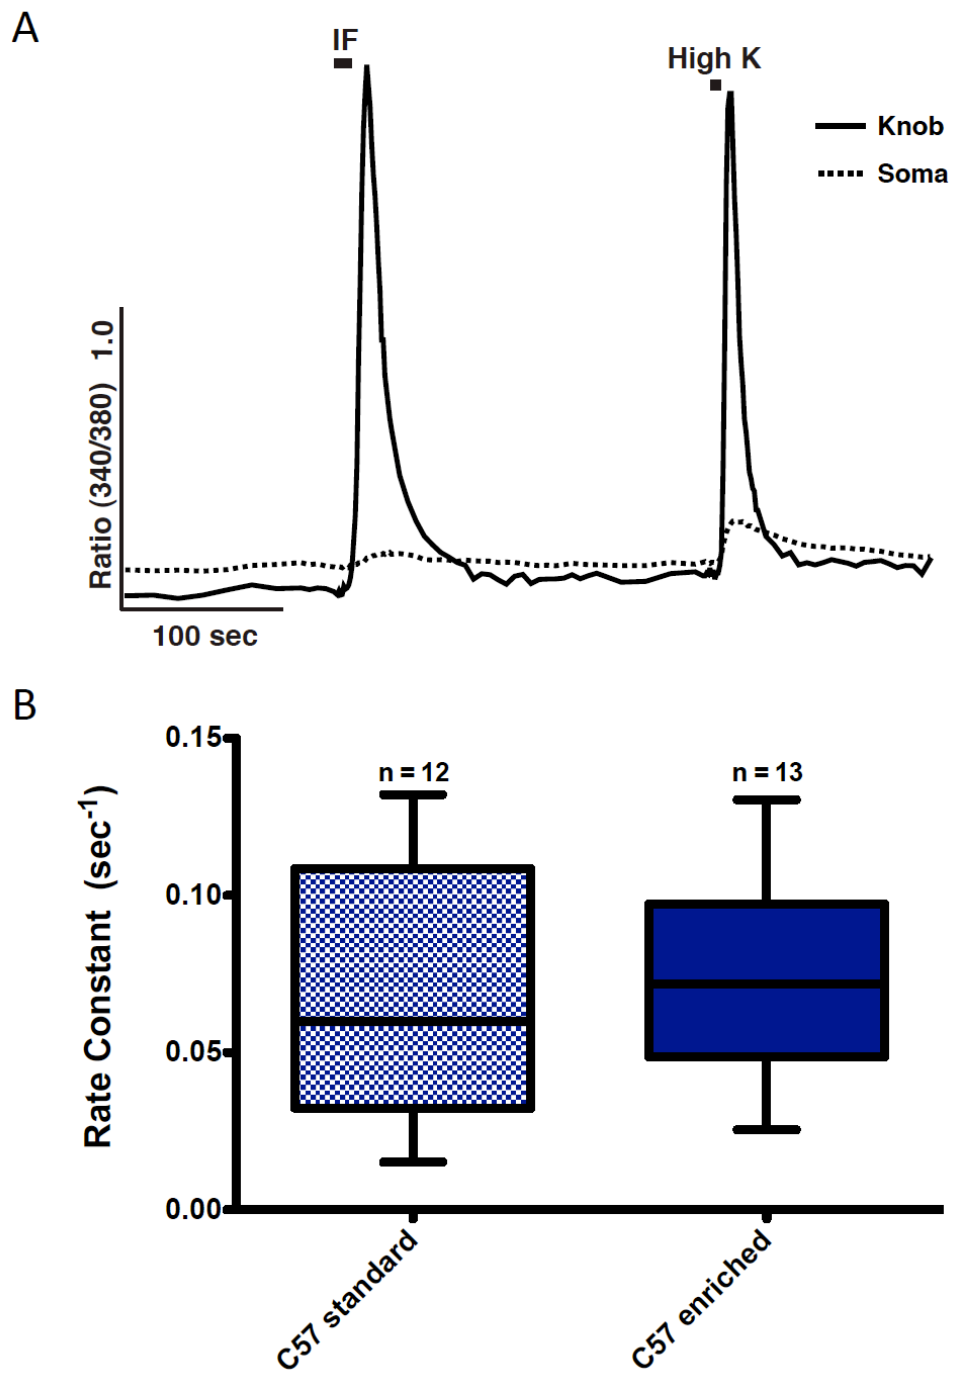 A
IF
High K
Knob
Soma
Ratio (340/380) 1.0
100 sec
B
0.15
n = 12
n = 13
0.10
0.05
0.00
Rate Constant (sec⁻¹)
C57 standard
C57 enriched